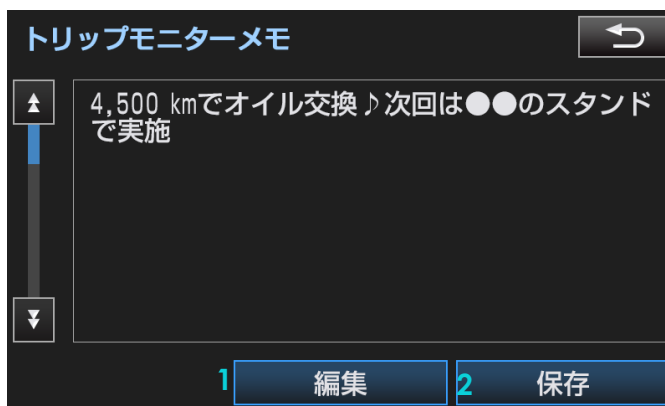 トリップモニターメモ
4,500 kmでオイル交換♪次回は●●のスタンド
で実施
1 編集 2 保存